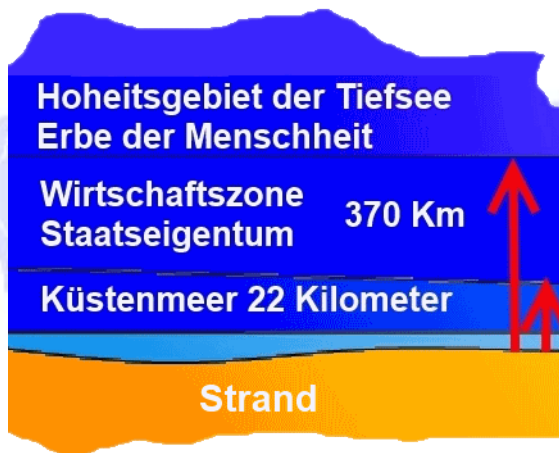 Hoheitsgebiet der Tiefsee
Erbe der Menschheit
Wirtschaftszone
Staatseigentum
370 Km
Küstenmeer 22 Kilometer
Strand